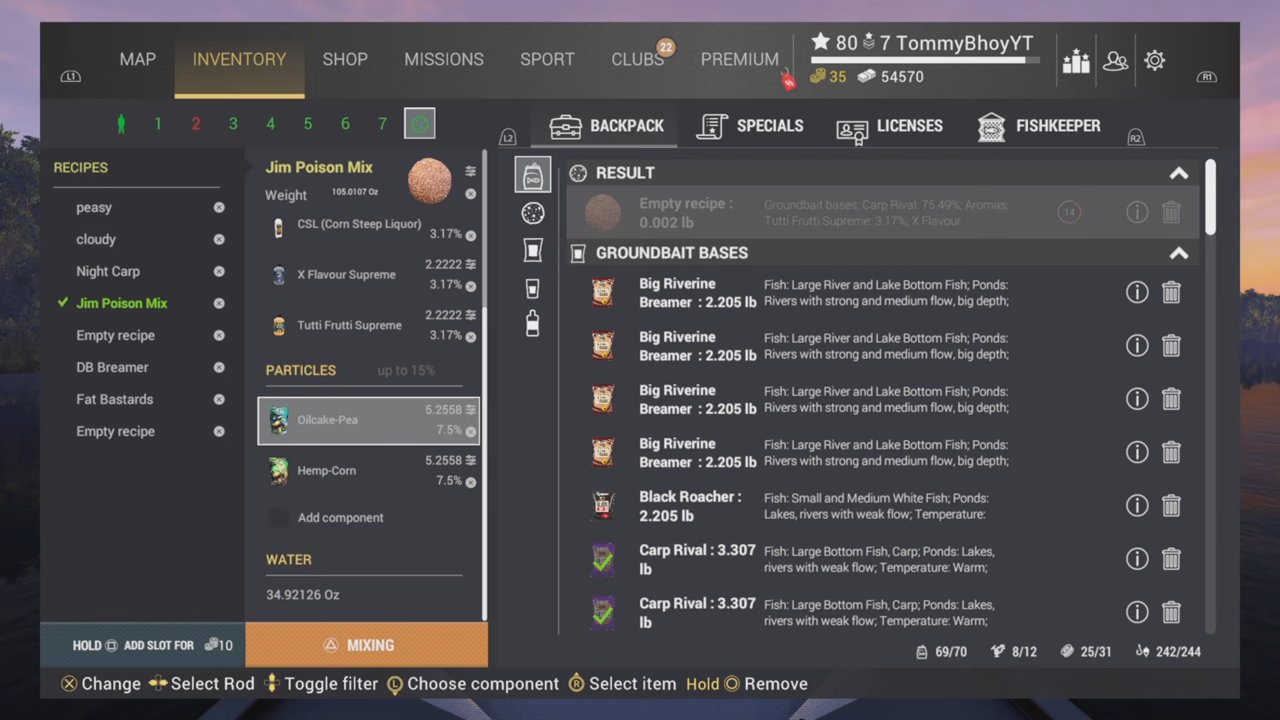 MAP INVENTORY SHOP MISSIONS SPORT CLUBS 22 PREMIUM
80 7 TommyBhoyYT
35 54570
L1
R1
1 2 3 4 5 6 7
L2
BACKPACK SPECIALS LICENSES FISHKEEPER
R2
RECIPES
peasy
cloudy
Night Carp
Jim Poison Mix
Empty recipe
DB Breamer
Fat Bastards
Empty recipe
HOLD ADD SLOT FOR 10
Jim Poison Mix
Weight 105.0107 Oz
CSL (Corn Steep Liquor)
3.17%
2.2222
X Flavour Supreme
3.17%
2.2222
Tutti Frutti Supreme
3.17%
PARTICLES up to 15%
5.2558
Oilcake-Pea
7.5%
5.2558
Hemp-Corn
7.5%
Add component
WATER
34.92126 Oz
MIXING
RESULT
Empty recipe : Groundbait bases; Carp Rival: 75.49%; Aromas;
0.002 lb Tutti Frutti Supreme: 3.17%; X Flavour
14
GROUNDBAIT BASES
Big Riverine Fish: Large River and Lake Bottom Fish; Ponds:
Breamer : 2.205 lb Rivers with strong and medium flow, big depth;
Big Riverine Fish: Large River and Lake Bottom Fish; Ponds:
Breamer : 2.205 lb Rivers with strong and medium flow, big depth;
Big Riverine Fish: Large River and Lake Bottom Fish; Ponds:
Breamer : 2.205 lb Rivers with strong and medium flow, big depth;
Big Riverine Fish: Large River and Lake Bottom Fish; Ponds:
Breamer : 2.205 lb Rivers with strong and medium flow, big depth;
Black Roacher : Fish: Small and Medium White Fish; Ponds:
2.205 lb Lakes, rivers with weak flow; Temperature:
Carp Rival : 3.307 Fish: Large Bottom Fish, Carp; Ponds: Lakes,
lb rivers with weak flow; Temperature: Warm;
Carp Rival : 3.307 Fish: Large Bottom Fish, Carp; Ponds: Lakes,
lb rivers with weak flow; Temperature: Warm;
69/70 8/12 25/31 242/244
Change Select Rod Toggle filter L Choose component R Select item Hold Remove